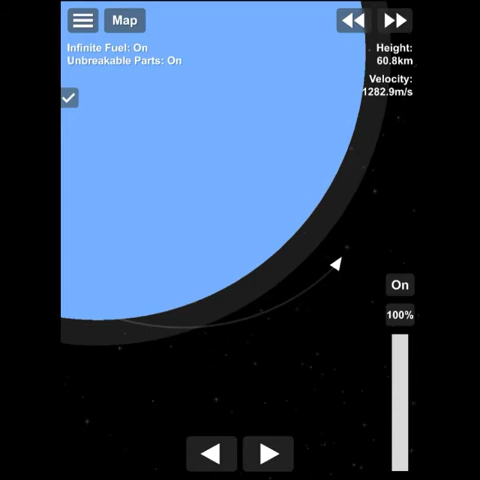 Map
Infinite Fuel: On
Unbreakable Parts: On
Height:
60.8km
Velocity:
1282.9m/s
On
100%